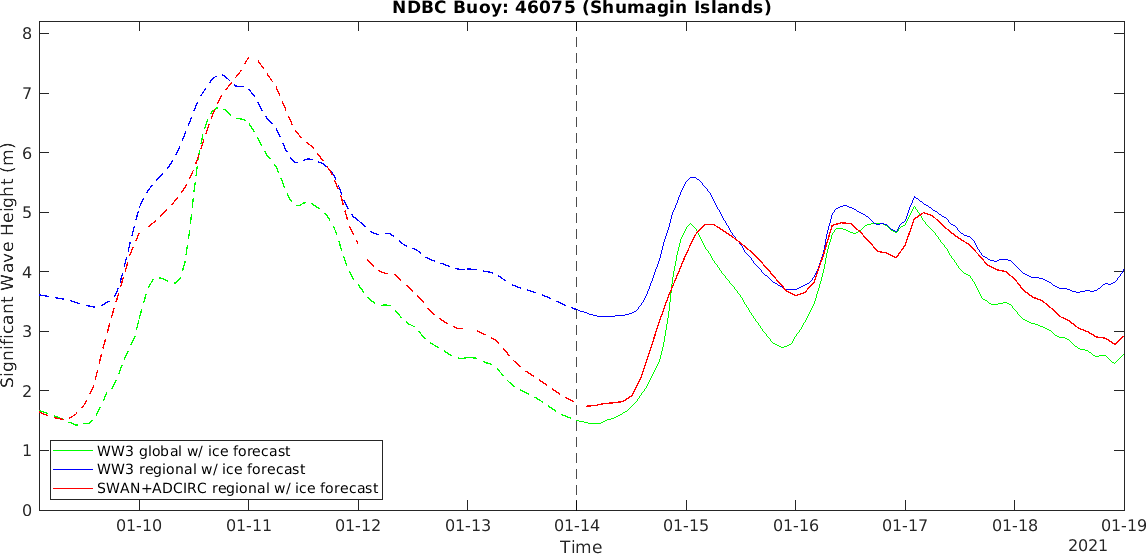 NDBC Buoy: 46075 (Shumagin Islands)
Significant Wave Height (m)
8
7
6
5
4
3
2
1
0
WW3 global w/ ice forecast
WW3 regional w/ ice forecast
SWAN+ADCIRC regional w/ ice forecast
01-10 01-11 01-12 01-13 01-14 01-15 01-16 01-17 01-18 01-19
Time
2021